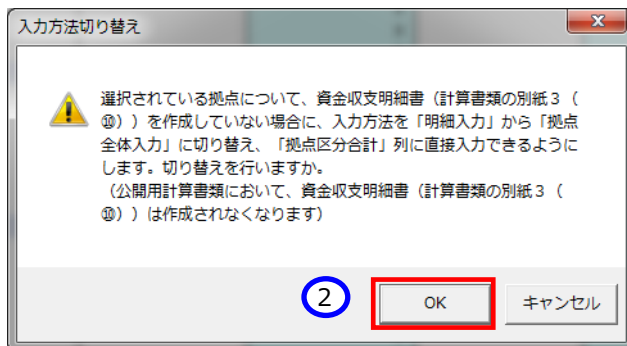 入力方法切り替え
選択されている拠点について、資金収支明細書（計算書類の別紙３（
⑩））を作成していない場合に、入力方法を「明細入力」から「拠点
全体入力」に切り替え、「拠点区分合計」列に直接入力できるように
します。切り替えを行いますか。
（公開用計算書類において、資金収支明細書（計算書類の別紙３（
⑩））は作成されなくなります）
2
OK
キャンセル